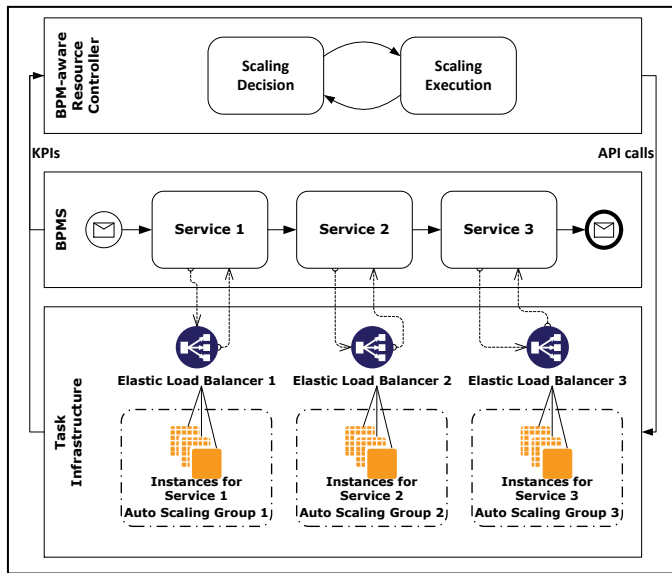 BPM-aware
Resource
Controller
Scaling
Decision
Scaling
Execution
KPIs
API calls
BPMS
Service 1
Service 2
Service 3
Task
Infrastructure
Elastic Load Balancer 1
Elastic Load Balancer 2
Elastic Load Balancer 3
Instances for
Service 1
Auto Scaling Group 1
Instances for
Service 2
Auto Scaling Group 2
Instances for
Service 3
Auto Scaling Group 3